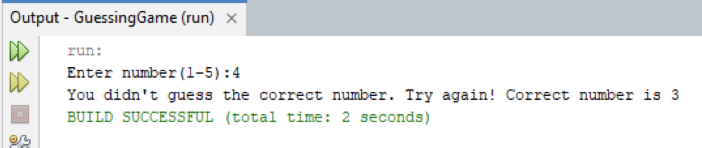 Output - GuessingGame (run) ×
run:
Enter number(1-5):4
You didn't guess the correct number. Try again! Correct number is 3
BUILD SUCCESSFUL (total time: 2 seconds)